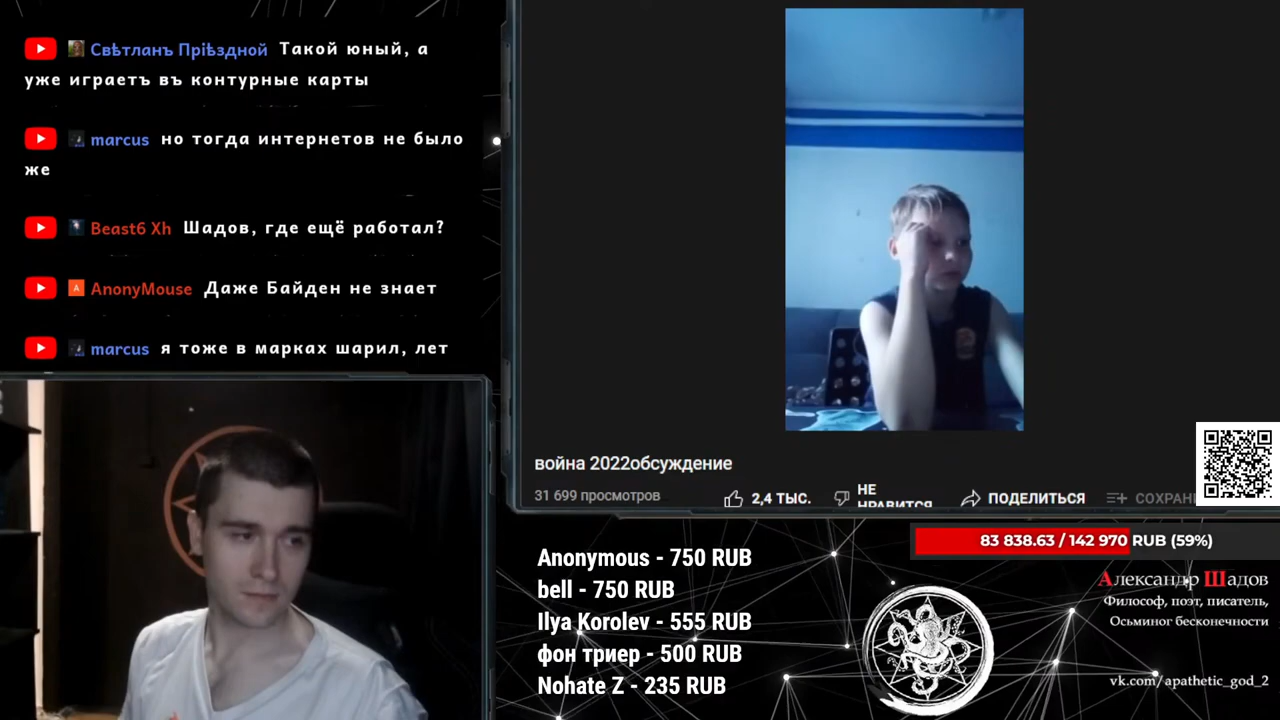 Свѣтланъ Пріѣздной Такой юный, а
уже играетъ въ контурные карты
marcus но тогда интернетов не было
же
Beast6 Xh Шадов, где ещё работал?
A AnonyMouse Даже Байден не знает
marcus я тоже в марках шарил, лет
война 2022обсуждение
31 699 просмотров
2,4 ТЫС.
НЕ
НРАВИТСЯ
ПОДЕЛИТЬСЯ
83 838.63 / 142 970 RUB (59%)
Anonymous - 750 RUB
bell - 750 RUB
Ilya Korolev - 555 RUB
фон триер - 500 RUB
Nohate Z - 235 RUB
Александр Шадов
Философ, поэт, писатель,
Осьминог бесконечности
vk.com/apathetic_god_2